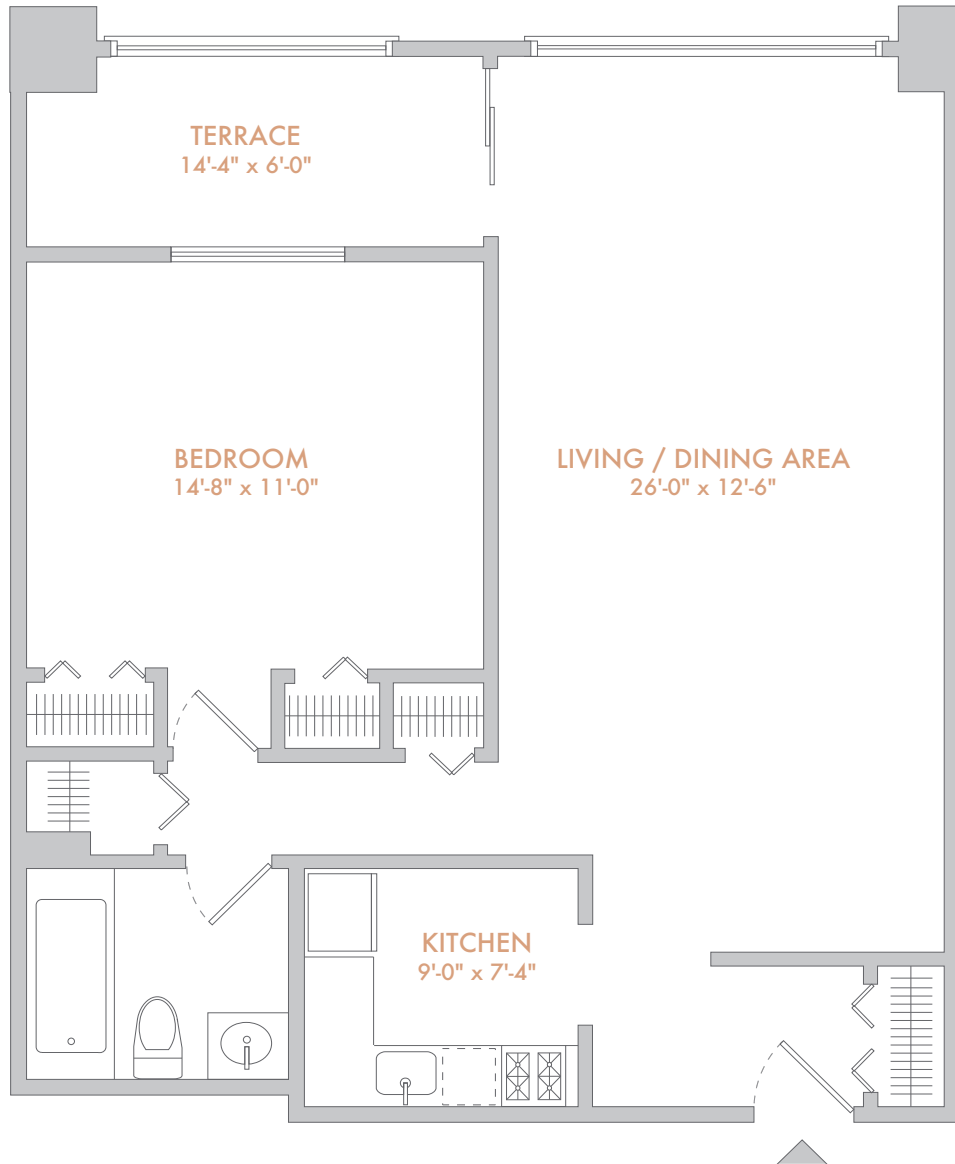 TERRACE
14'-4" x 6'-0"
BEDROOM
14'-8" x 11'-0"
LIVING / DINING AREA
26'-0" x 12'-6"
KITCHEN
9'-0" x 7'-4"